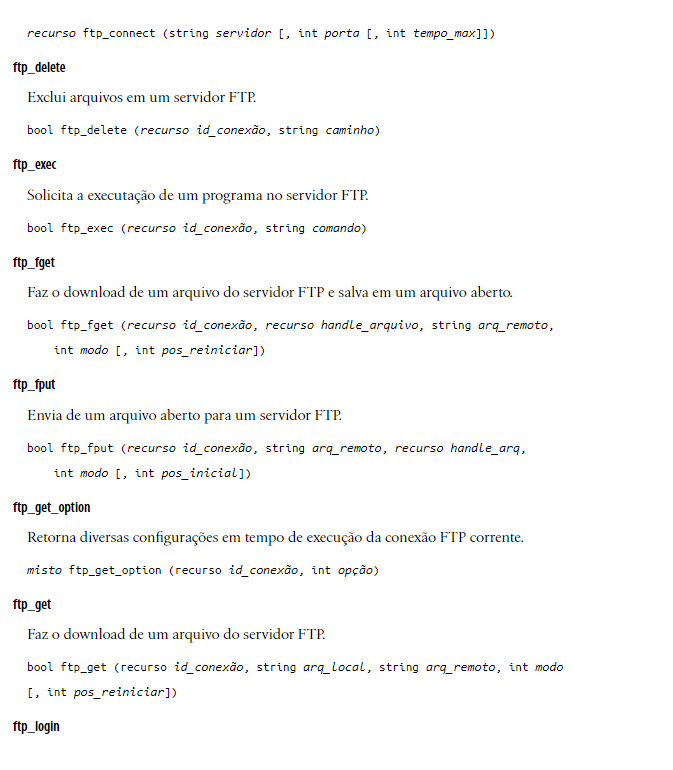 recurso ftp_connect (string servidor [, int porta [, int tempo_max]])
ftp_delete
Exclui arquivos em um servidor FTP.
bool ftp_delete (recurso id_conexão, string caminho)
ftp_exec
Solicita a executação de um programa no servidor FTP.
bool ftp_exec (recurso id_conexão, string comando)
ftp_fget
Faz o download de um arquivo do servidor FTP e salva em um arquivo aberto.
bool ftp_fget (recurso id_conexão, recurso handle_arquivo, string arq_remoto,
int modo [, int pos_reiniciar])
ftp_fput
Envia de um arquivo aberto para um servidor FTP.
bool ftp_fput (recurso id_conexão, string arq_remoto, recurso handle_arq,
int modo [, int pos_inicial])
ftp_get_option
Retorna diversas configurações em tempo de execução da conexão FTP corrente.
misto ftp_get_option (recurso id_conexão, int opção)
ftp_get
Faz o download de um arquivo do servidor FTP.
bool ftp_get (recurso id_conexão, string arq_local, string arq_remoto, int modo
[, int pos_reiniciar])
ftp_login